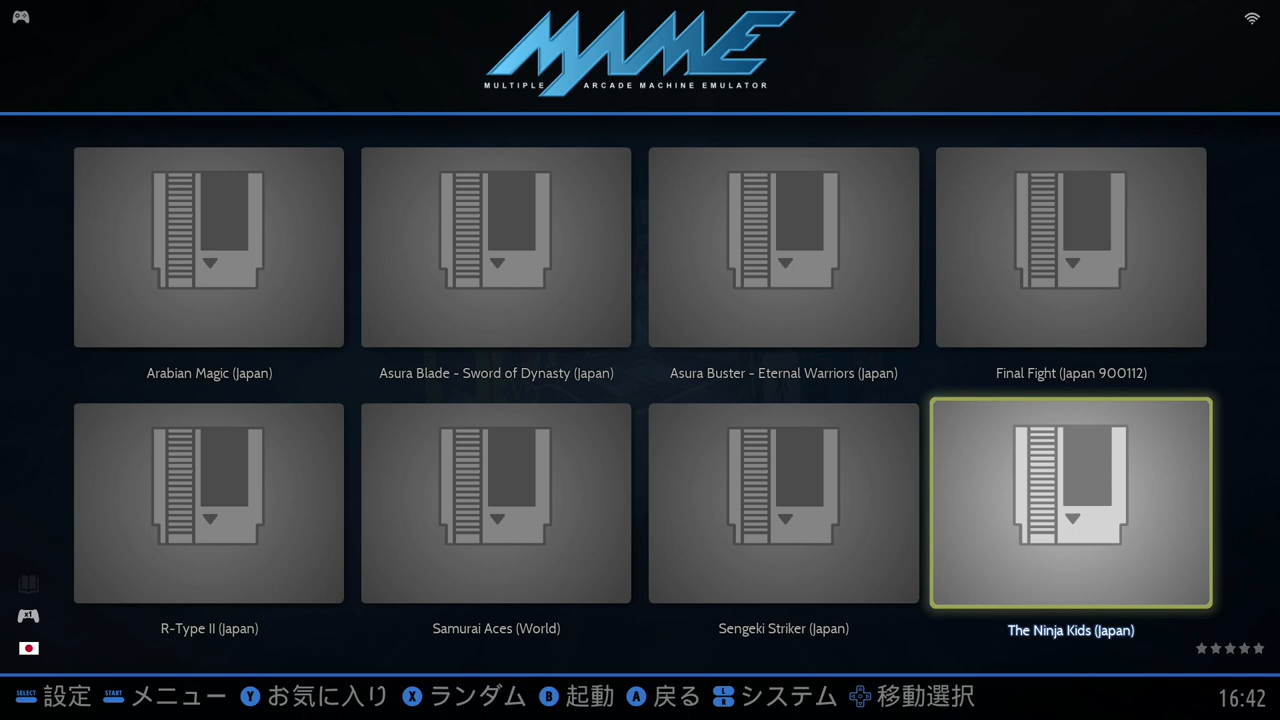 MAME
MULTIPLE ARCADE MACHINE EMULATOR
Arabian Magic (Japan)
Asura Blade - Sword of Dynasty (Japan)
Asura Buster - Eternal Warriors (Japan)
Final Fight (Japan 900112)
R-Type II (Japan)
Samurai Aces (World)
Sengeki Striker (Japan)
The Ninja Kids (Japan)
x1
SELECT 設定 START メニュー Y お気に入り X ランダム B 起動 A 戻る L R システム 移動選択 16:42